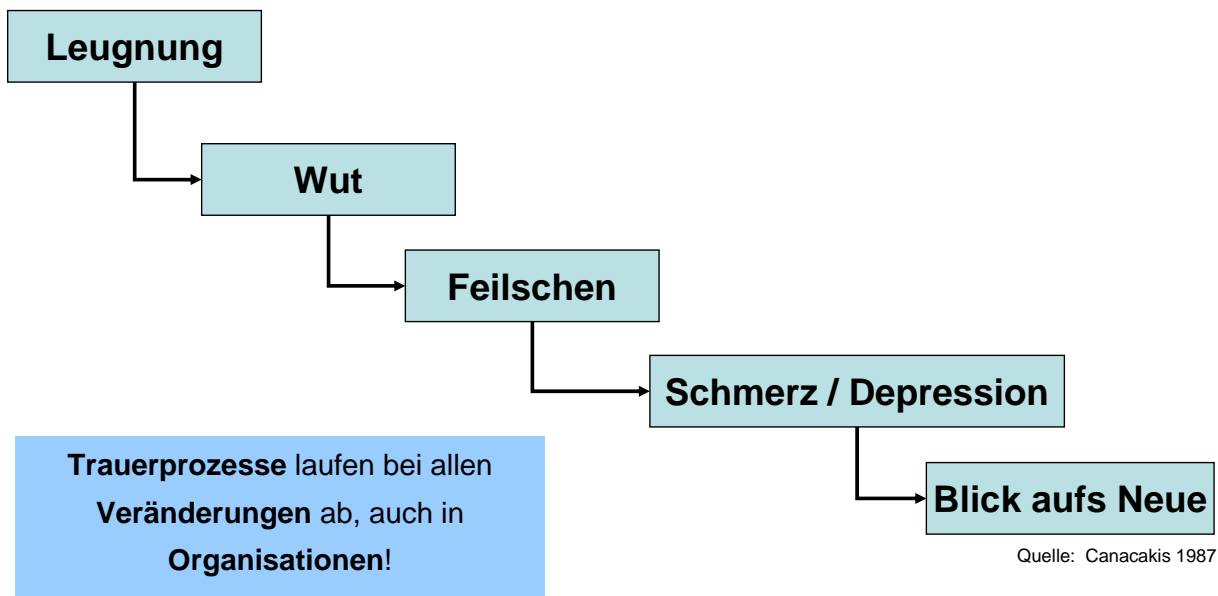 Leugnung
Wut
Feilschen
Schmerz / Depression
Blick aufs Neue
Trauerprozesse laufen bei allen
Veränderungen ab, auch in
Organisationen!
Quelle: Canacakis 1987